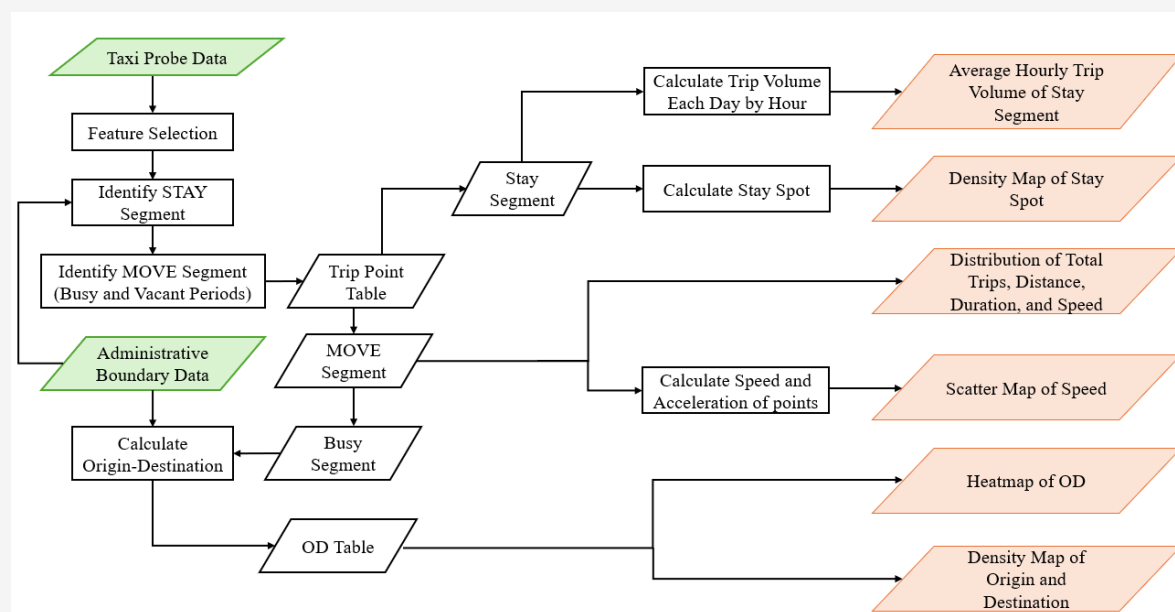 Taxi Probe Data
Feature Selection
Identify STAY
Segment
Identify MOVE Segment
(Busy and Vacant Periods)
Administrative
Boundary Data
Calculate
Origin-Destination
Trip Point
Table
MOVE
Segment
Busy
Segment
OD Table
Stay
Segment
Calculate Trip Volume
Each Day by Hour
Calculate Stay Spot
Calculate Speed and
Acceleration of points
Average Hourly Trip
Volume of Stay
Segment
Density Map of Stay
Spot
Distribution of Total
Trips, Distance,
Duration, and Speed
Scatter Map of Speed
Heatmap of OD
Density Map of
Origin and
Destination